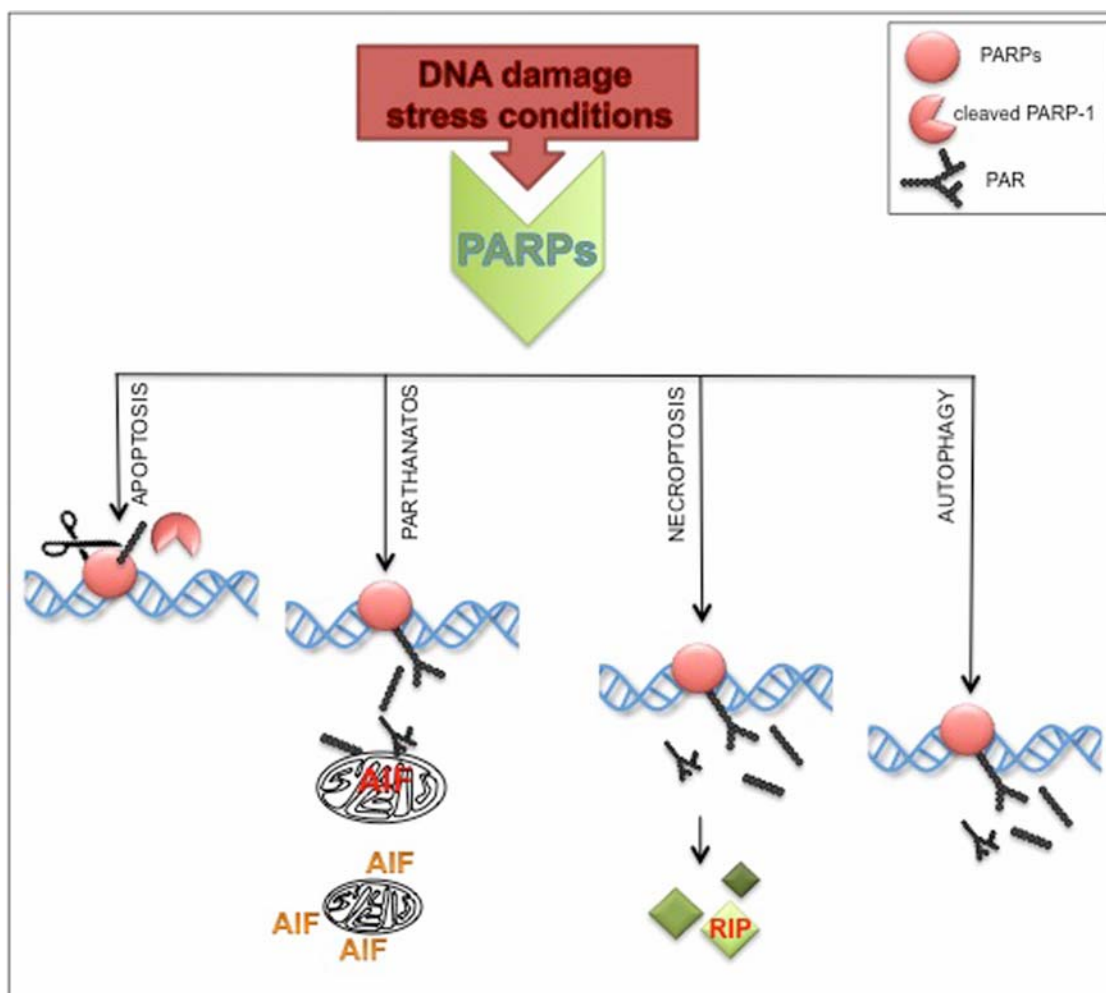 DNA damage
stress conditions
PARPs
PARPs
cleaved PARP-1
PAR
APOPTOSIS
PARTHANATOS
NECROPTOSIS
AUTOPHAGY
AIF
AIF
AIF
AIF
RIP